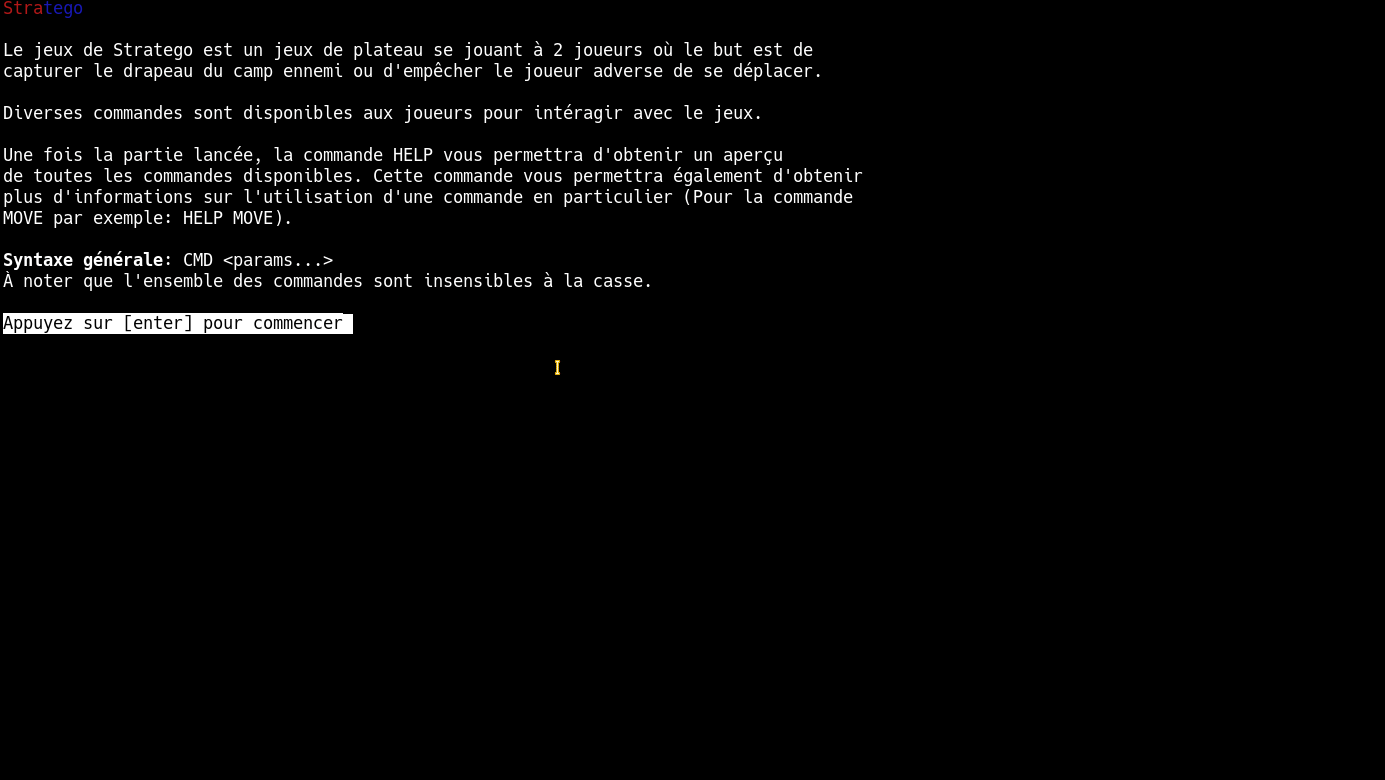 Stratego
Le jeux de Stratego est un jeux de plateau se jouant à 2 joueurs où le but est de
capturer le drapeau du camp ennemi ou d'empêcher le joueur adverse de se déplacer.
Diverses commandes sont disponibles aux joueurs pour intéragir avec le jeux.
Une fois la partie lancée, la commande HELP vous permettra d'obtenir un aperçu
de toutes les commandes disponibles. Cette commande vous permettra également d'obtenir
plus d'informations sur l'utilisation d'une commande en particulier (Pour la commande
MOVE par exemple: HELP MOVE).
Syntaxe générale: CMD <params...>
À noter que l'ensemble des commandes sont insensibles à la casse.
Appuyez sur [enter] pour commencer